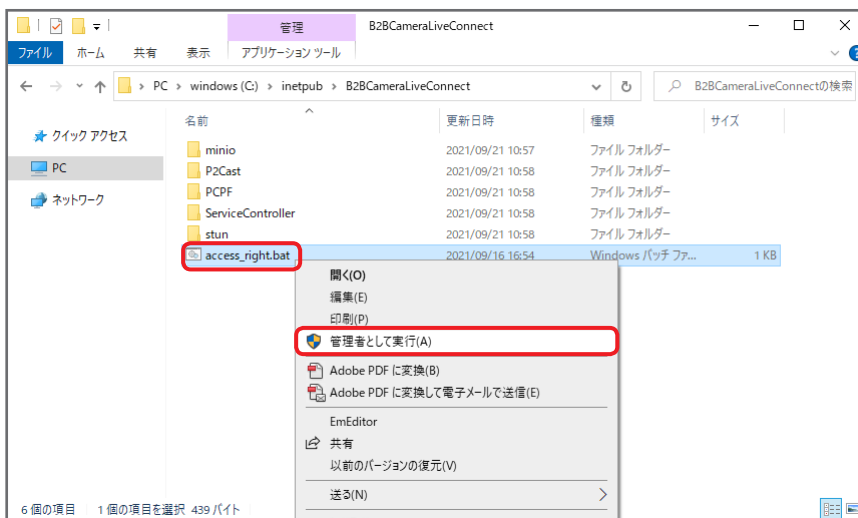 管理 B2BCameraLiveConnect
ファイル ホーム 共有 表示 アプリケーション ツール
PC windows (C:) inetpub B2BCameraLiveConnect B2BCameraLiveConnectの検索
名前 更新日時 種類 サイズ
クイック アクセス
PC
ネットワーク
minio 2021/09/21 10:57 ファイル フォルダー
P2Cast 2021/09/21 10:58 ファイル フォルダー
PCPF 2021/09/21 10:58 ファイル フォルダー
ServiceController 2021/09/21 10:58 ファイル フォルダー
stun 2021/09/21 10:58 ファイル フォルダー
access_right.bat 2021/09/16 16:54 Windows バッチ ファ... 1 KB
開く(O)
編集(E)
印刷(P)
管理者として実行(A)
Adobe PDF に変換(B)
Adobe PDF に変換して電子メールで送信(E)
EmEditor
共有
以前のバージョンの復元(V)
送る(N)
6 個の項目 1 個の項目を選択 439 バイト